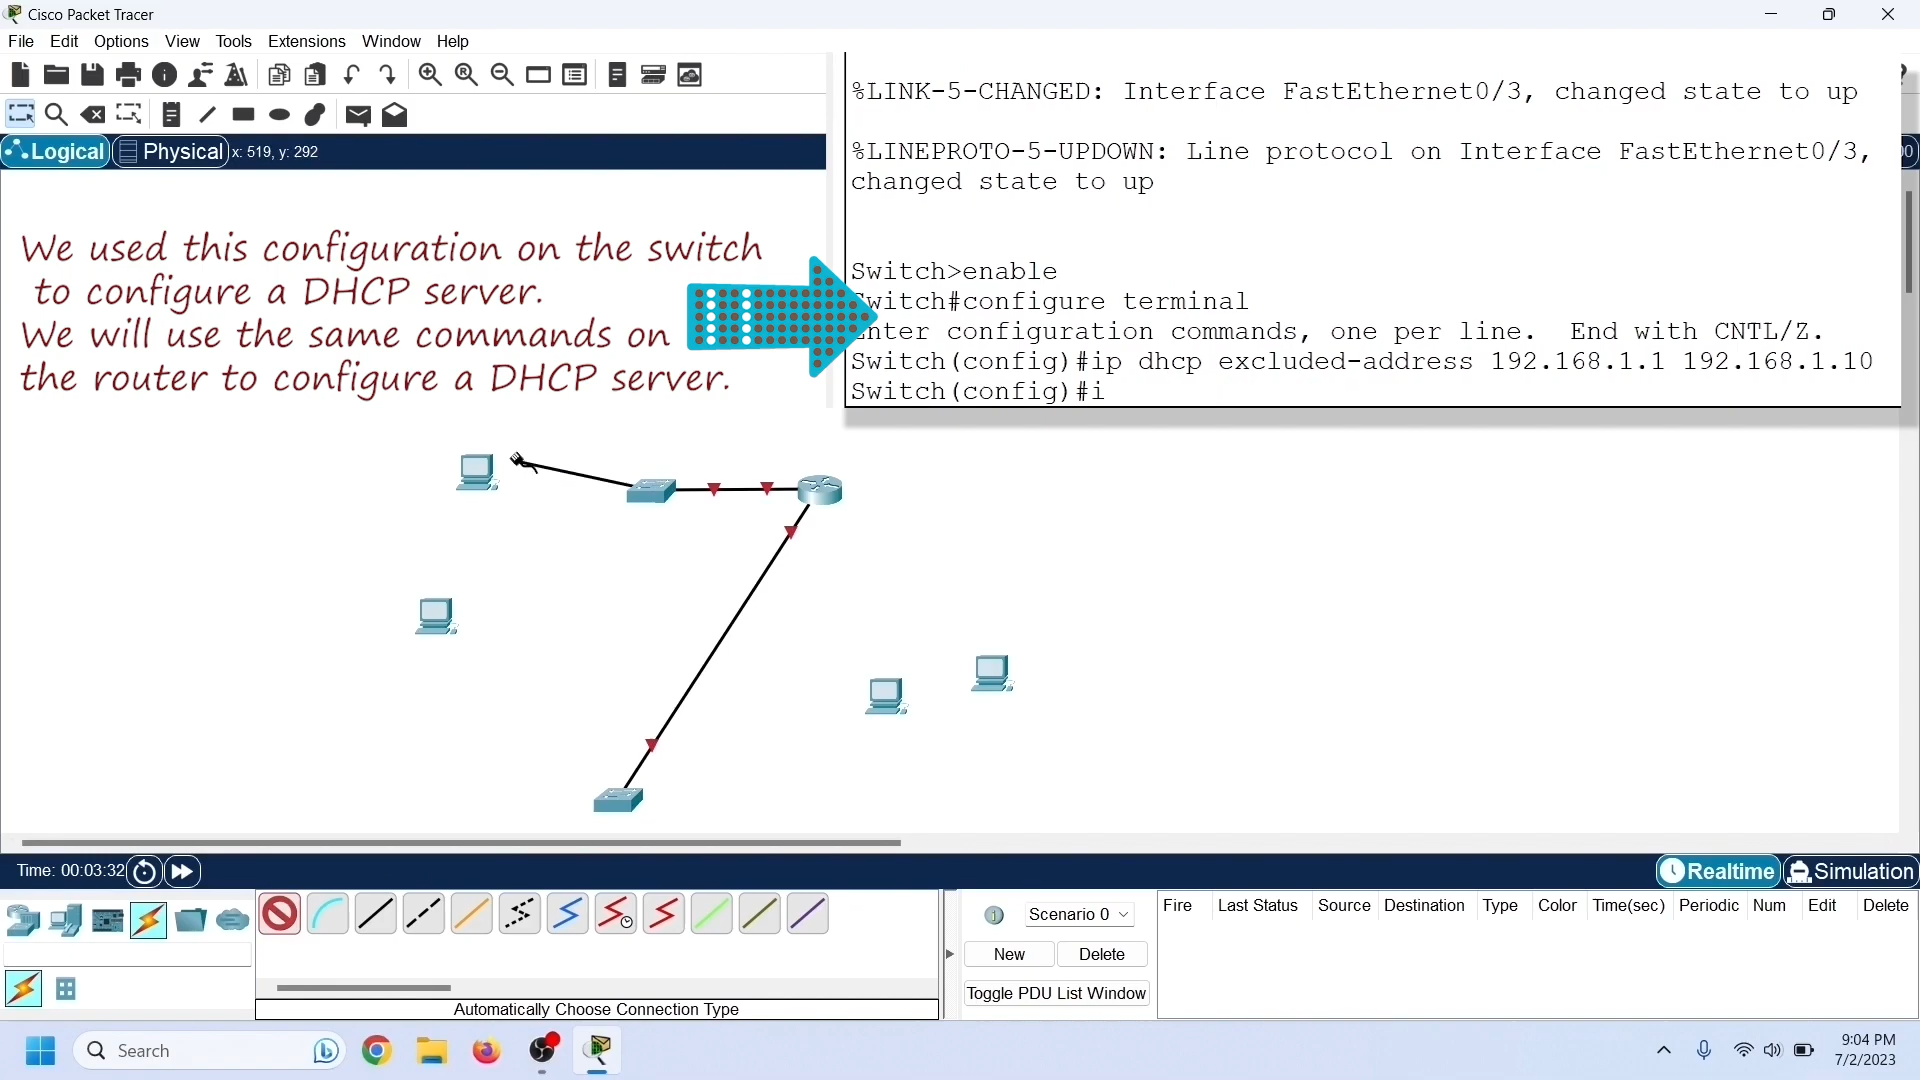 Cisco Packet Tracer
File Edit Options View Tools Extensions Window Help
Logical Physical x: 519, y: 292
%LINK-5-CHANGED: Interface FastEthernet0/3, changed state to up
%LINEPROTO-5-UPDOWN: Line protocol on Interface FastEthernet0/3,
changed state to up
Switch>enable
Switch#configure terminal
Enter configuration commands, one per line. End with CNTL/Z.
Switch(config)#ip dhcp excluded-address 192.168.1.1 192.168.1.10
Switch(config)#i
We used this configuration on the switch
to configure a DHCP server.
We will use the same commands on
the router to configure a DHCP server.
Time: 00:03:32
Realtime Simulation
Scenario 0
New Delete
Toggle PDU List Window
Fire Last Status Source Destination Type Color Time(sec) Periodic Num Edit Delete
Automatically Choose Connection Type
Search
9:04 PM
7/2/2023